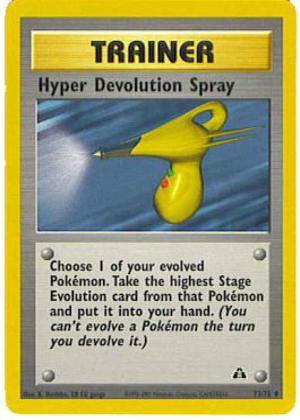 TRAINER
Hyper Devolution Spray
Choose 1 of your evolved
Pokémon. Take the highest Stage
Evolution card from that Pokémon
and put it into your hand. (You
can't evolve a Pokémon the turn
you devolve it.)
73/75